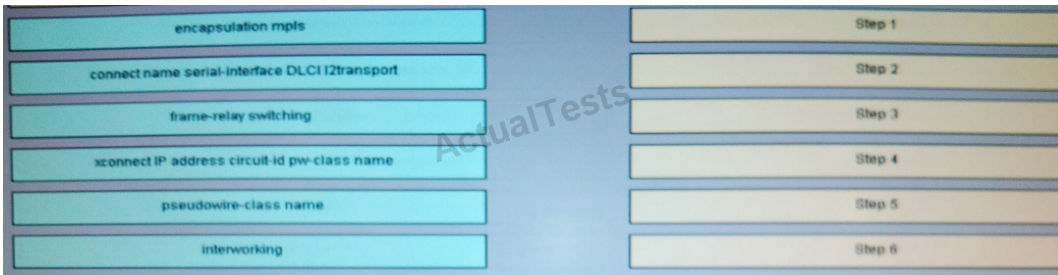 encapsulation mpls
connect name serial-interface DLCI l2transport
frame-relay switching
xconnect IP address circuit-id pw-class name
pseudowire-class name
interworking
Step 1
Step 2
Step 3
Step 4
Step 5
Step 6
ActualTests